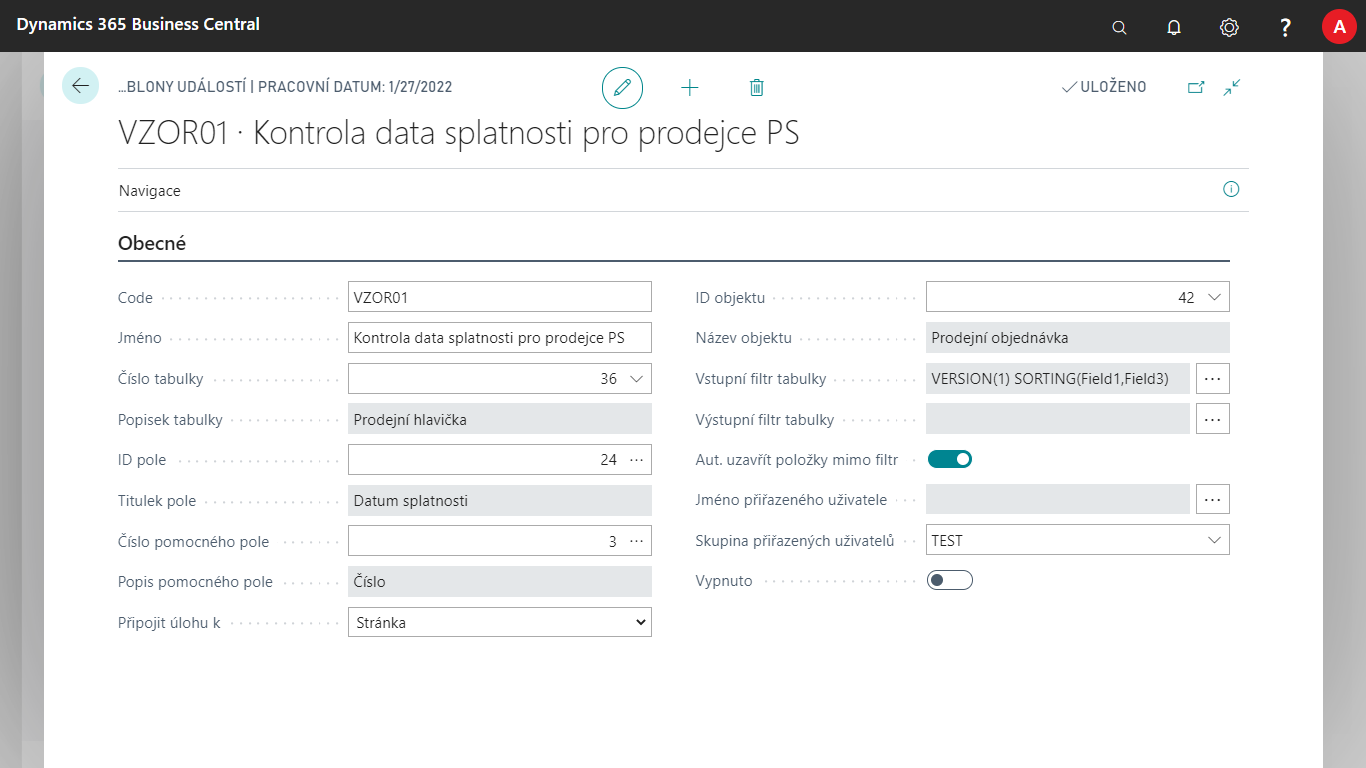 Dynamics 365 Business Central
A
...BLONY UDÁLOSTÍ | PRACOVNÍ DATUM: 1/27/2022
ULOŽENO
VZOR01 · Kontrola data splatnosti pro prodejce PS
Navigace
Obecné
Code VZOR01
Jméno Kontrola data splatnosti pro prodejce PS
Číslo tabulky 36
Popisek tabulky Prodejní hlavička
ID pole 24
Titulek pole Datum splatnosti
Číslo pomocného pole 3
Popis pomocného pole Číslo
Připojit úlohu k Stránka
ID objektu 42
Název objektu Prodejní objednávka
Vstupní filtr tabulky VERSION(1) SORTING(Field1,Field3)
Výstupní filtr tabulky
Aut. uzavřít položky mimo filtr
Jméno přiřazeného uživatele
Skupina přiřazených uživatelů TEST
Vypnuto